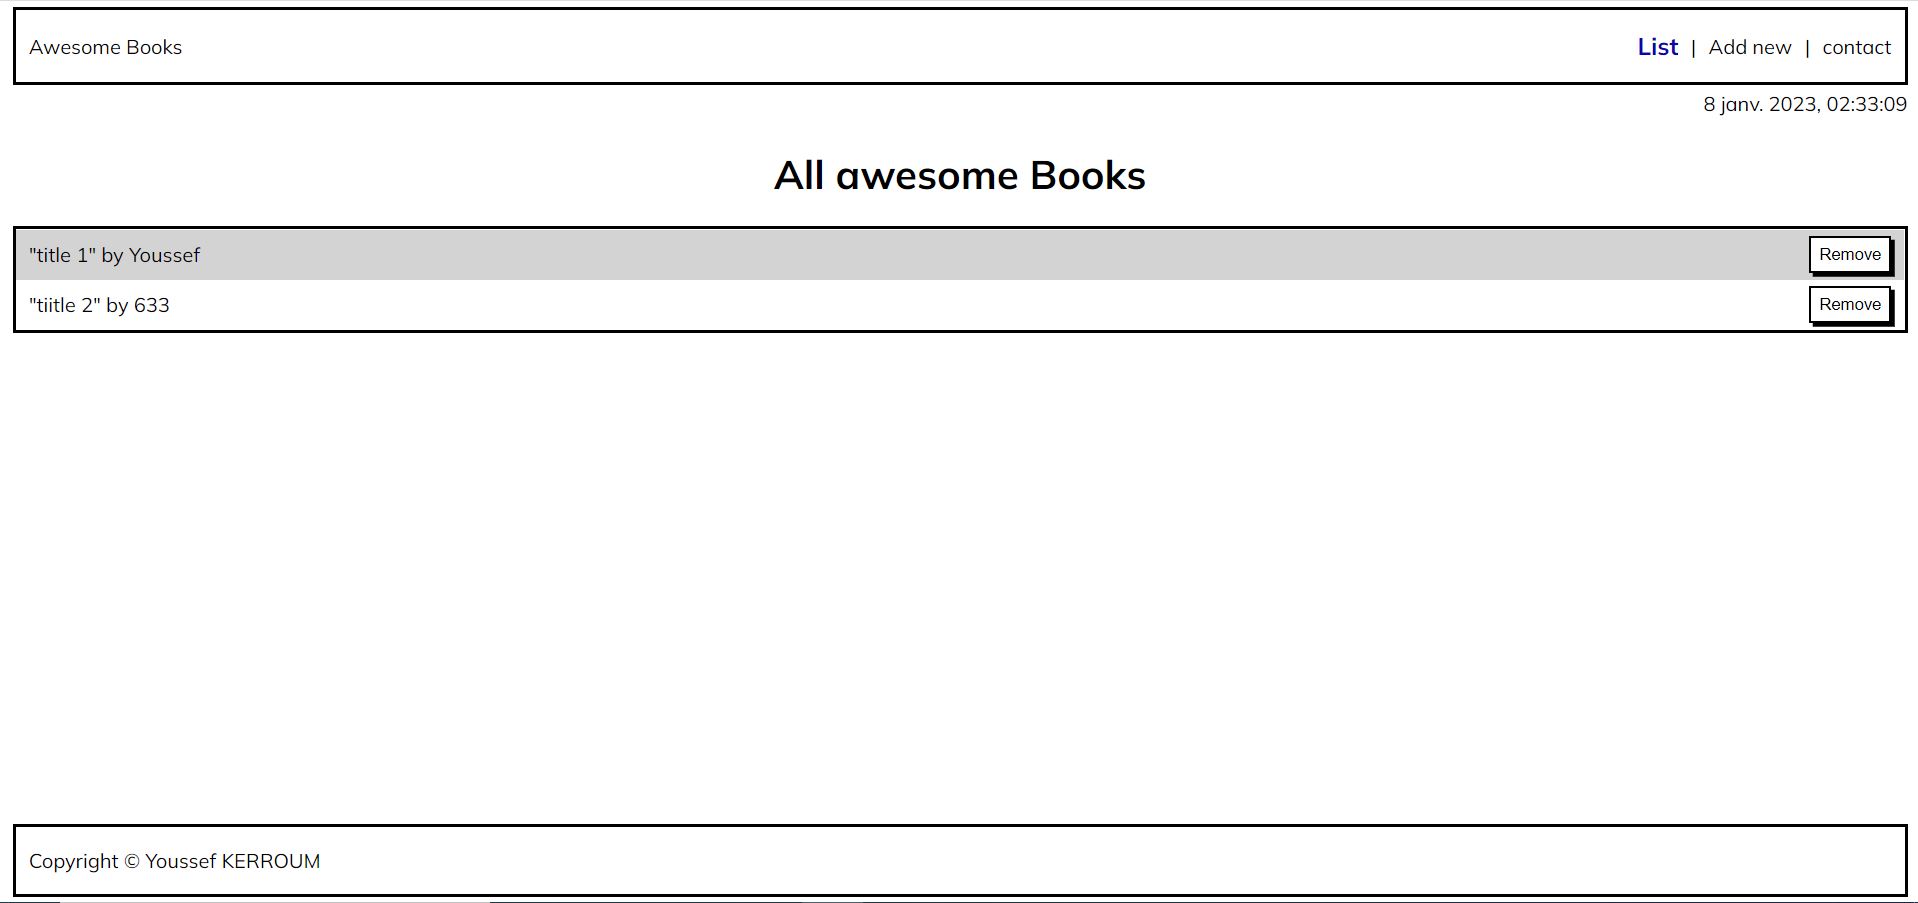 Awesome Books
List | Add new | contact
8 janv. 2023, 02:33:09
All awesome Books
"title 1" by Youssef
Remove
"tiitle 2" by 633
Remove
Copyright © Youssef KERROUM